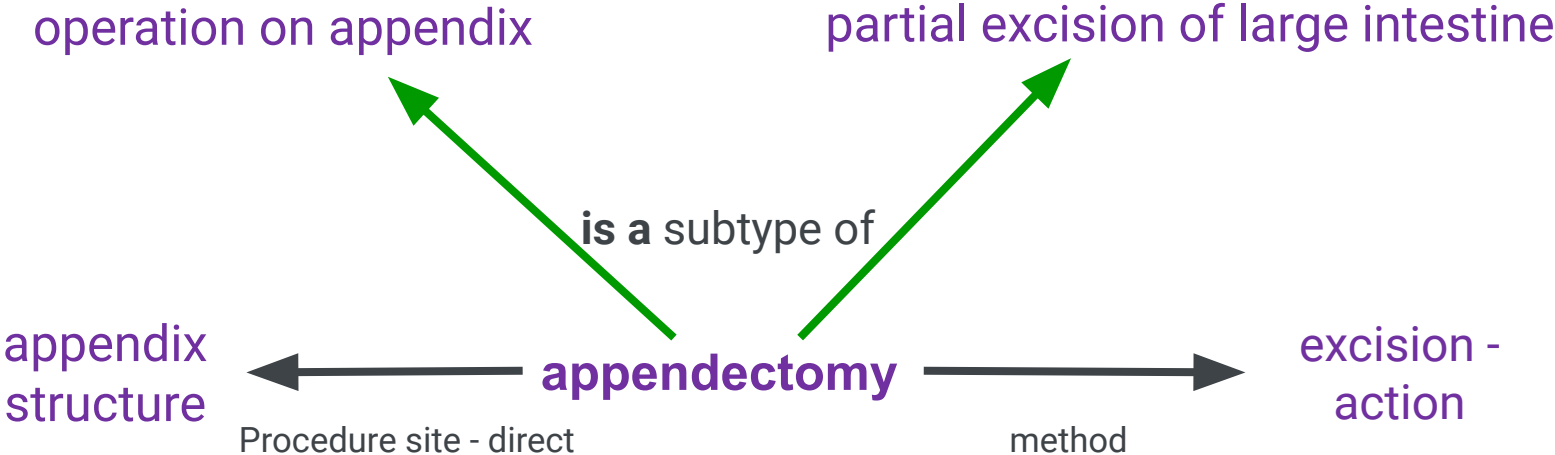 operation on appendix
partial excision of large intestine
is a subtype of
appendix
structure
appendectomy
excision -
action
Procedure site - direct
method